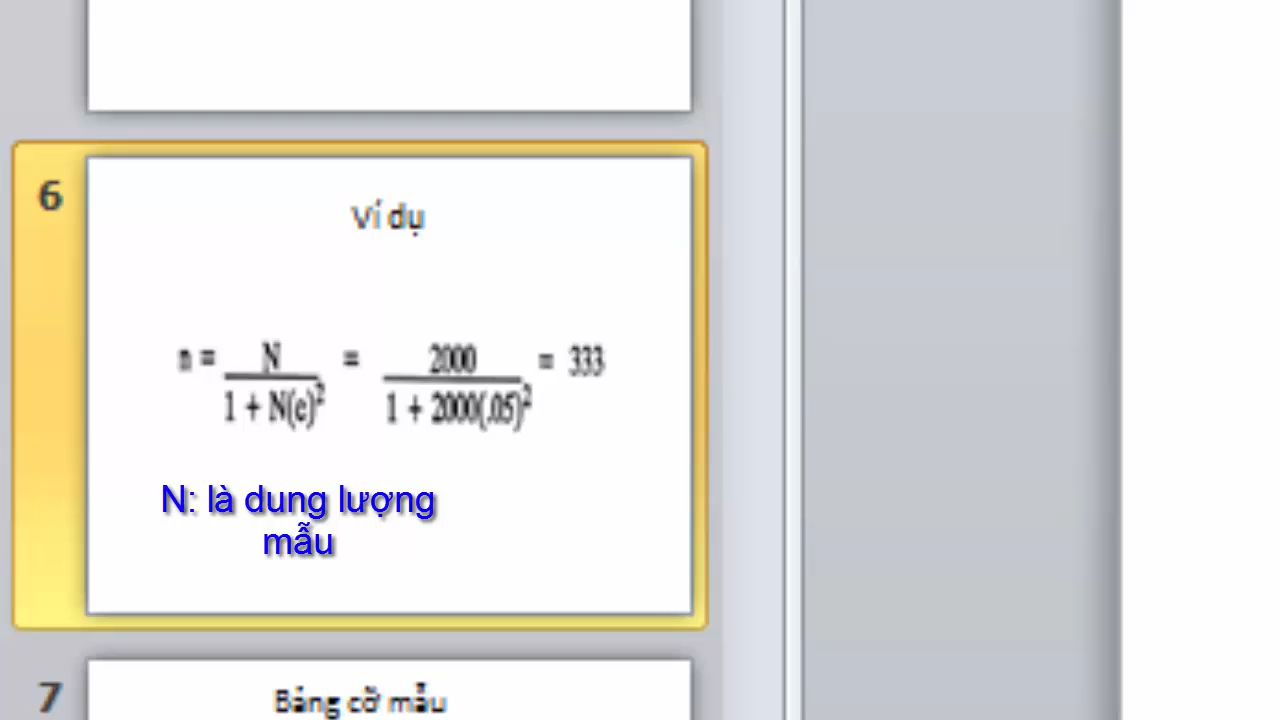 6
Ví dụ
n = N / 1 + N(e)² = 2000 / 1 + 2000(.05)² = 333
N: là dung lượng
mẫu
7
Bảng cỡ mẫu